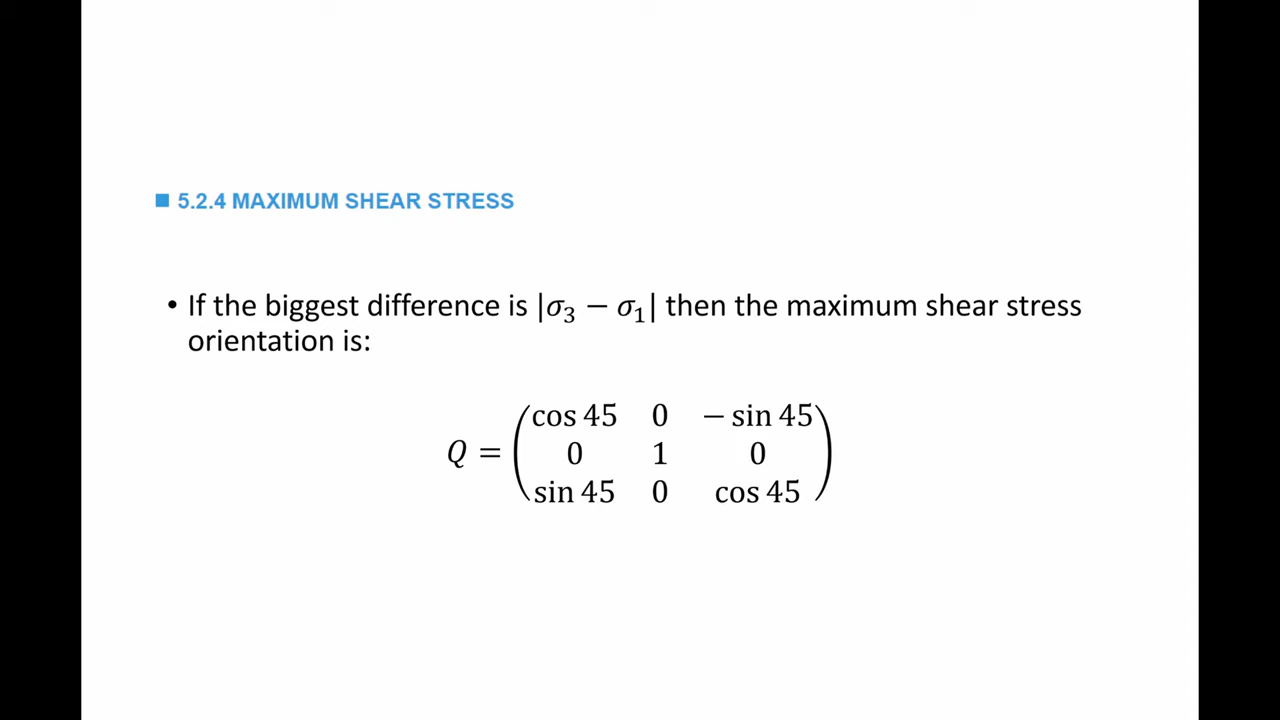 5.2.4 MAXIMUM SHEAR STRESS
• If the biggest difference is |σ₃ − σ₁| then the maximum shear stress
orientation is:
Q = (cos 45 0 − sin 45
0 1 0
sin 45 0 cos 45)